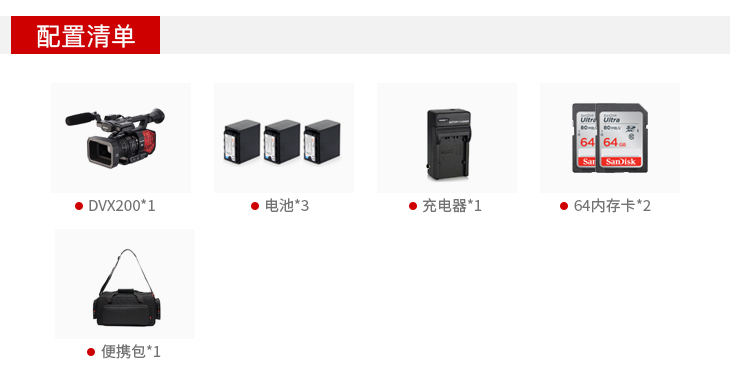 配置清单
SanDisk
Ultra
80 MB/s
64
SanDisk
Ultra
80 MB/s
64 GB
SanDisk
DVX200*1
电池*3
充电器*1
64内存卡*2
便携包*1